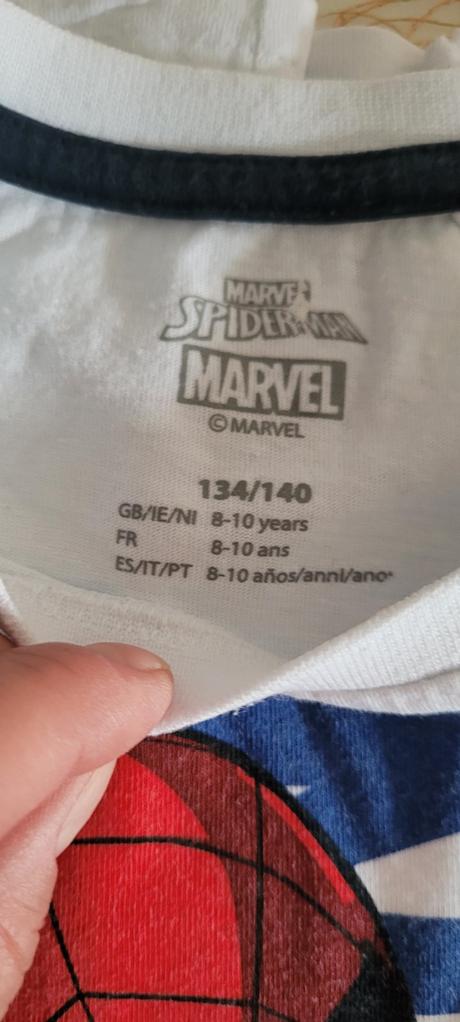 MARVEL
SPIDER-MAN
MARVEL
© MARVEL
134/140
GB/IE/NI 8-10 years
FR 8-10 ans
ES/IT/PT 8-10 años/anni/anos